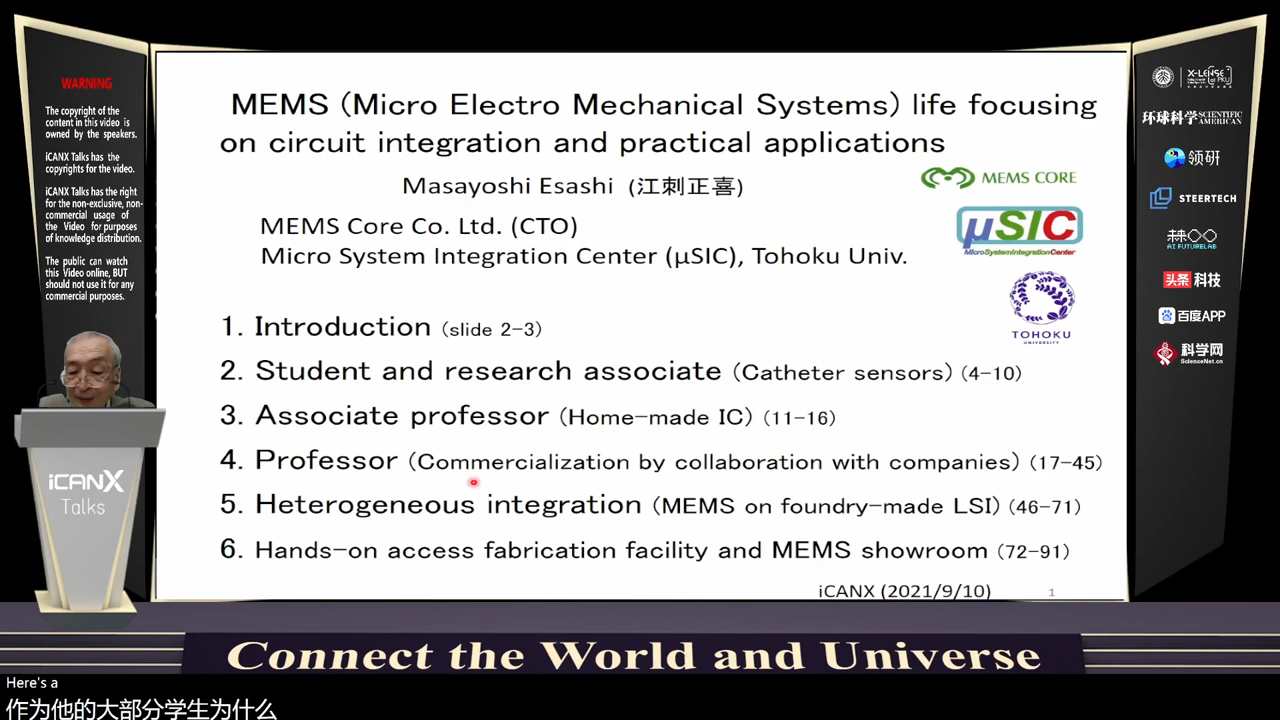 WARNING
The copyright of the
content in this video is
owned by the speakers.
iCANX Talks has the
copyrights for the video.
iCANX Talks has the right
for the non-exclusive, non-
commercial usage of
the Video for purposes
of knowledge distribution.
The public can watch
this Video online, BUT
should not use it for any
commercial purposes.
iCANX
Talks
MEMS (Micro Electro Mechanical Systems) life focusing
on circuit integration and practical applications
Masayoshi Esashi (江刺正喜)
MEMS CORE
MEMS Core Co. Ltd. (CTO)
Micro System Integration Center (μSIC), Tohoku Univ.
μSIC
MicroSystemIntegrationCenter
TOHOKU
UNIVERSITY
1. Introduction (slide 2-3)
2. Student and research associate (Catheter sensors) (4-10)
3. Associate professor (Home-made IC) (11-16)
4. Professor (Commercialization by collaboration with companies) (17-45)
5. Heterogeneous integration (MEMS on foundry-made LSI) (46-71)
6. Hands-on access fabrication facility and MEMS showroom (72-91)
iCANX (2021/9/10)
1
X-LENSE
环球科学 SCIENTIFIC AMERICAN
领研
STEERTECH
AI FUTURELAB
头条 科技
百度APP
科学网
ScienceNet.cn
Connect the World and Universe
Here's a
作为他的大部分学生为什么